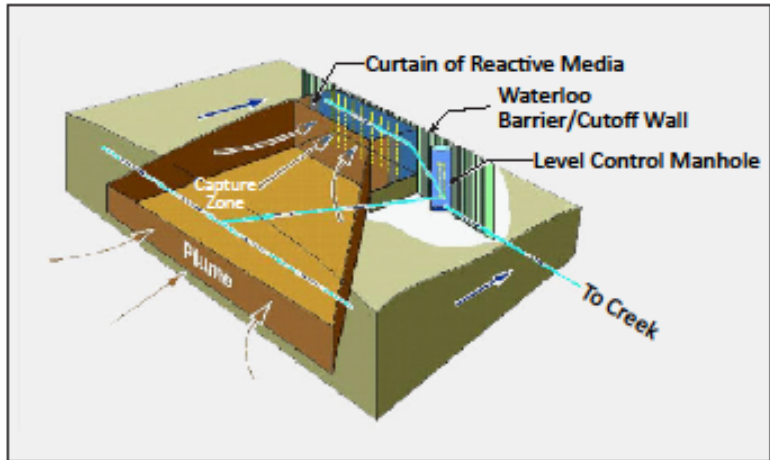 Curtain of Reactive Media
Waterloo
Barrier/Cutoff Wall
Level Control Manhole
Capture
Zone
Plume
To Creek